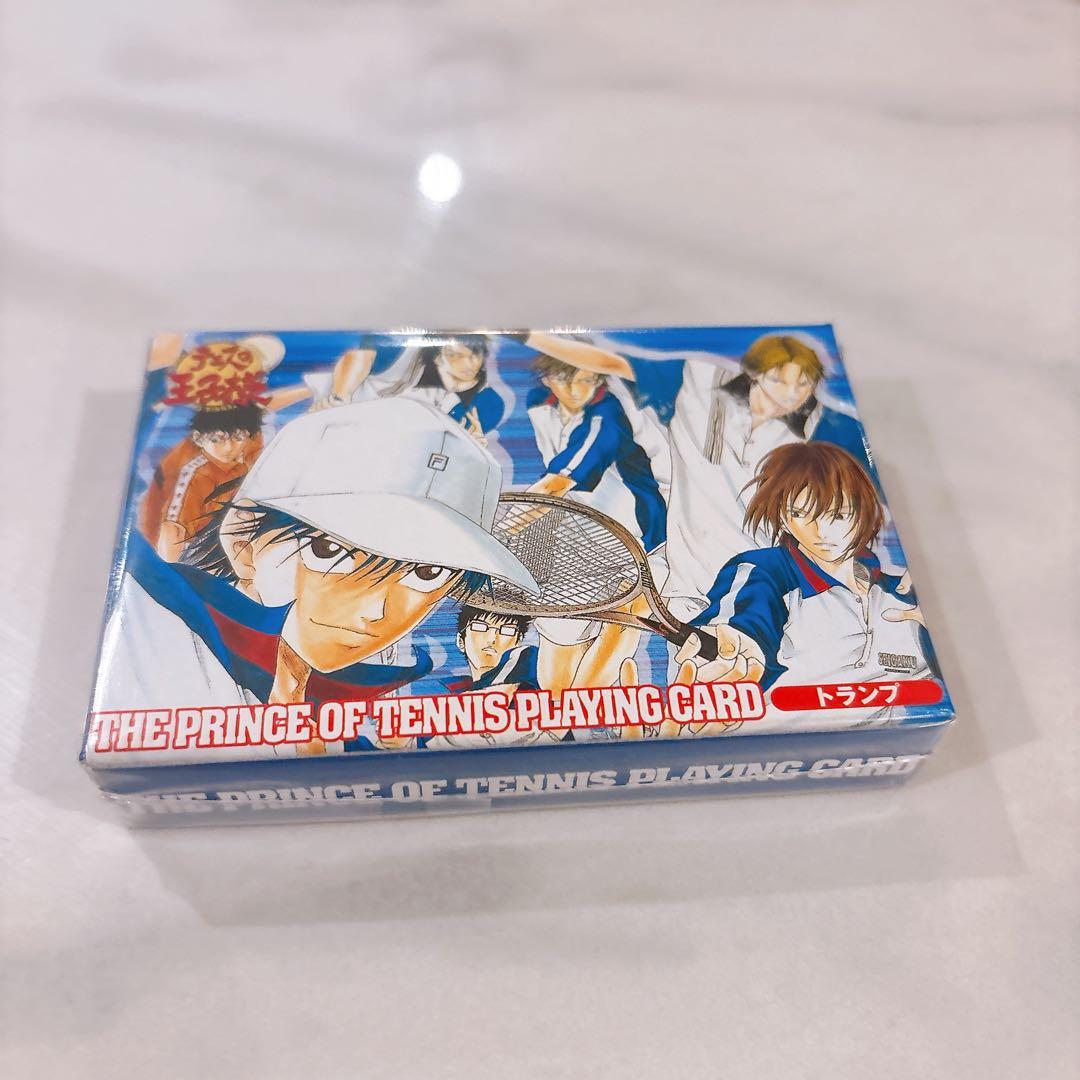 テニスの
王子様
F
SEIGAKU
THE PRINCE OF TENNIS PLAYING CARD
トランプ
THE PRINCE OF TENNIS PLAYING CARD